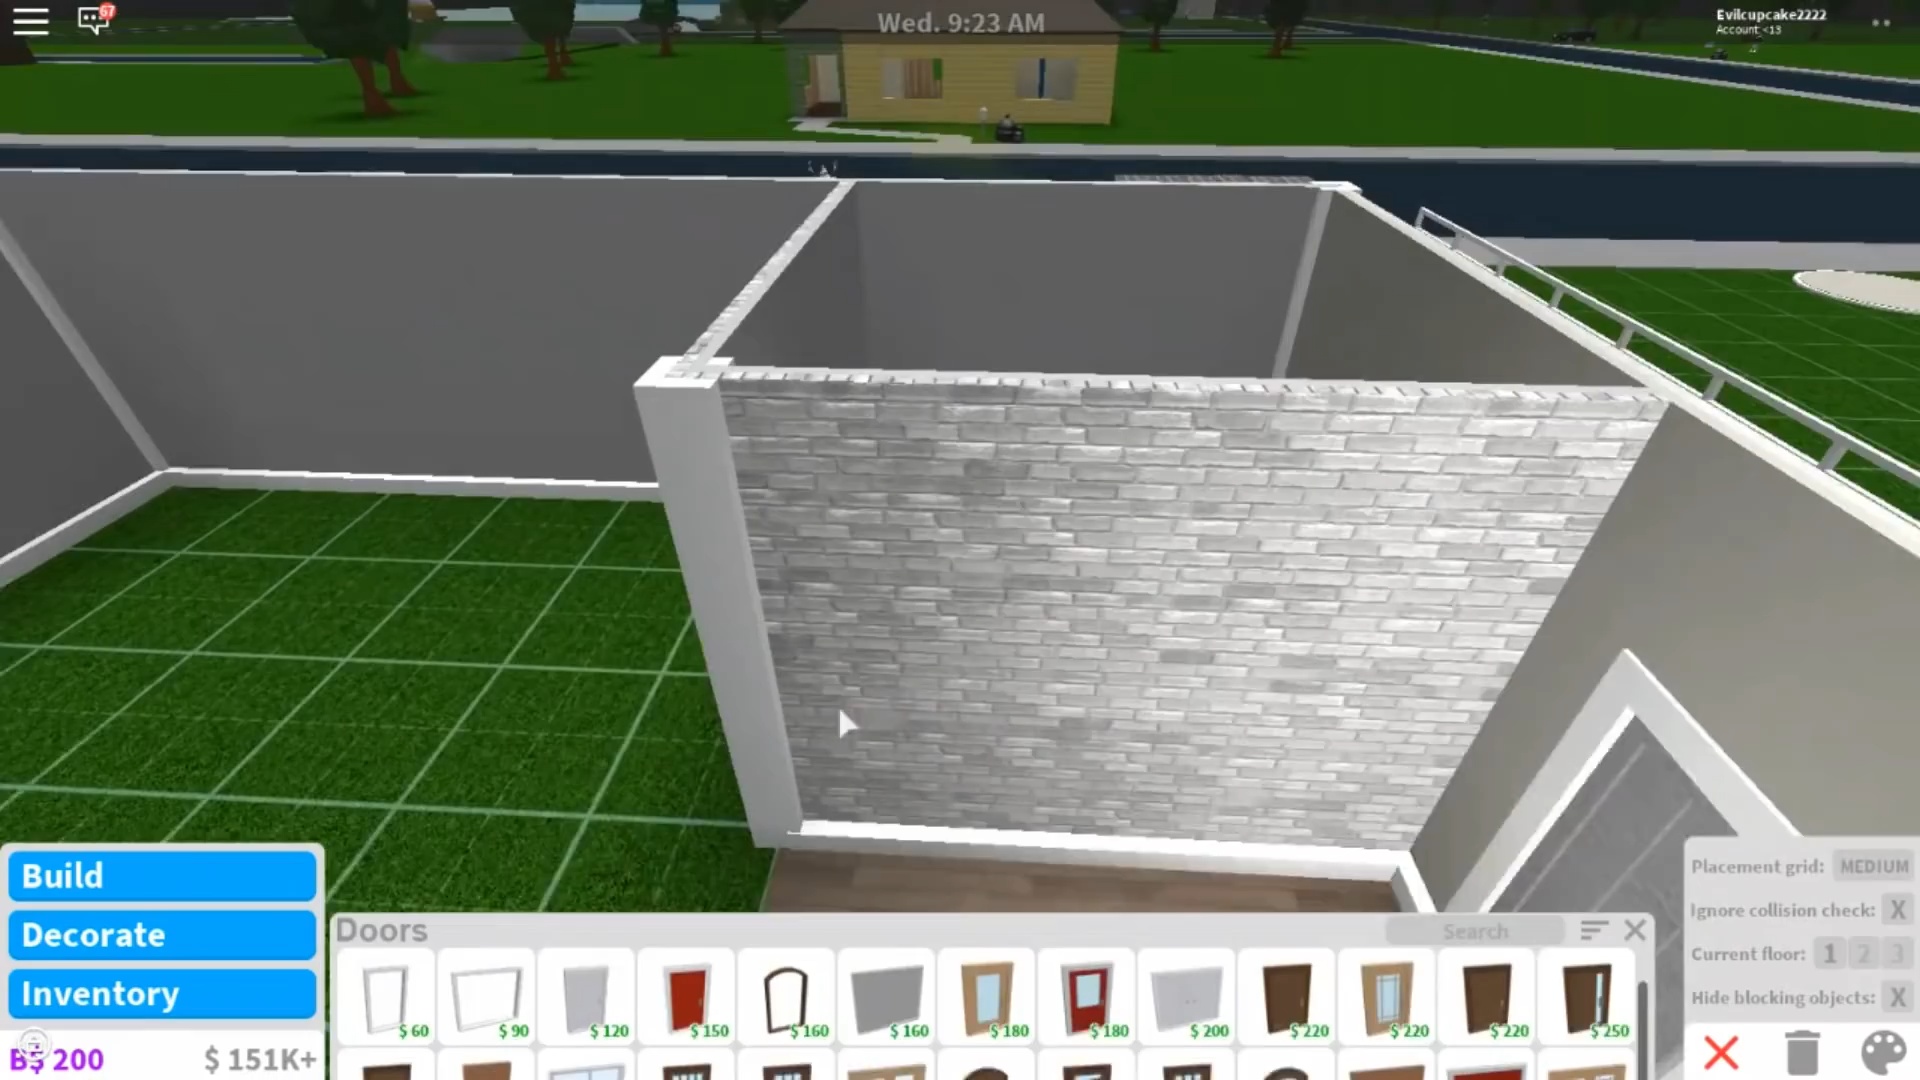 67
Wed. 9:23 AM
Evilcupcake2222
Account: <13
Build
Decorate
Inventory
B$ 200
$ 151K+
Doors
Search
$ 60
$ 90
$ 120
$ 150
$ 160
$ 160
$ 180
$ 180
$ 200
$ 220
$ 220
$ 220
$ 250
Placement grid: MEDIUM
Ignore collision check: X
Current floor: 1 2 3
Hide blocking objects: X